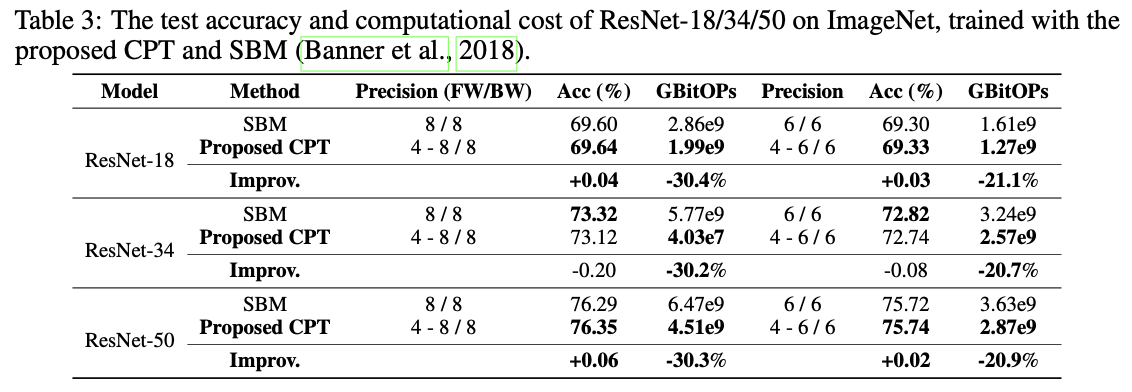 Table 3: The test accuracy and computational cost of ResNet-18/34/50 on ImageNet, trained with the
proposed CPT and SBM (Banner et al., 2018).
Model Method Precision (FW/BW) Acc (%) GBitOPs Precision Acc (%) GBitOPs
SBM 8 / 8 69.60 2.86e9 6 / 6 69.30 1.61e9
ResNet-18 Proposed CPT 4 - 8 / 8 69.64 1.99e9 4 - 6 / 6 69.33 1.27e9
Improv. +0.04 -30.4% +0.03 -21.1%
SBM 8 / 8 73.32 5.77e9 6 / 6 72.82 3.24e9
ResNet-34 Proposed CPT 4 - 8 / 8 73.12 4.03e7 4 - 6 / 6 72.74 2.57e9
Improv. -0.20 -30.2% -0.08 -20.7%
SBM 8 / 8 76.29 6.47e9 6 / 6 75.72 3.63e9
ResNet-50 Proposed CPT 4 - 8 / 8 76.35 4.51e9 4 - 6 / 6 75.74 2.87e9
Improv. +0.06 -30.3% +0.02 -20.9%